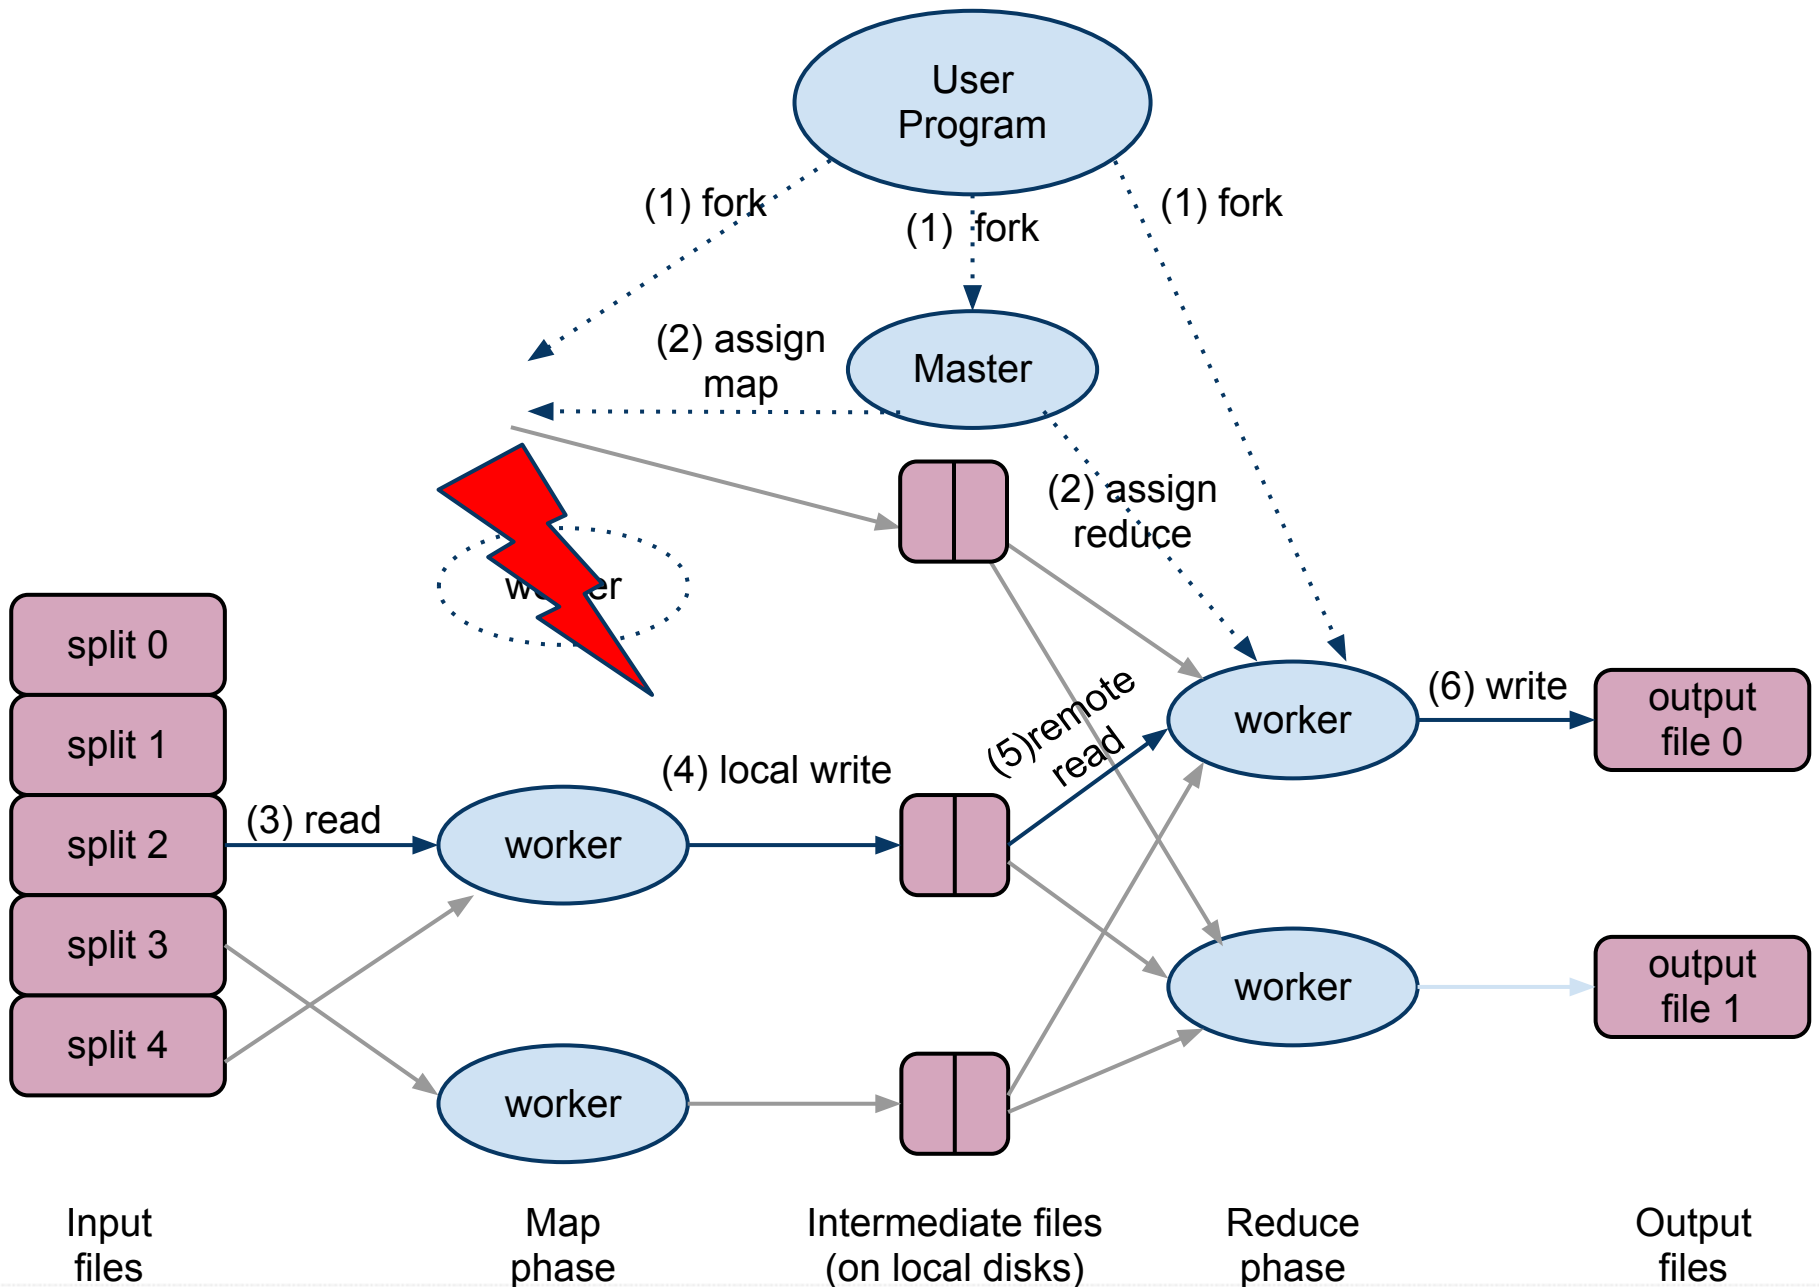 User
Program
(1) fork
(1) fork
(1) fork
(2) assign
map
Master
(2) assign
reduce
split 0
split 1
split 2
split 3
split 4
(3) read
worker
(4) local write
(5)remote
read
worker
(6) write
output
file 0
worker
worker
output
file 1
Input
files
Map
phase
Intermediate files
(on local disks)
Reduce
phase
Output
files